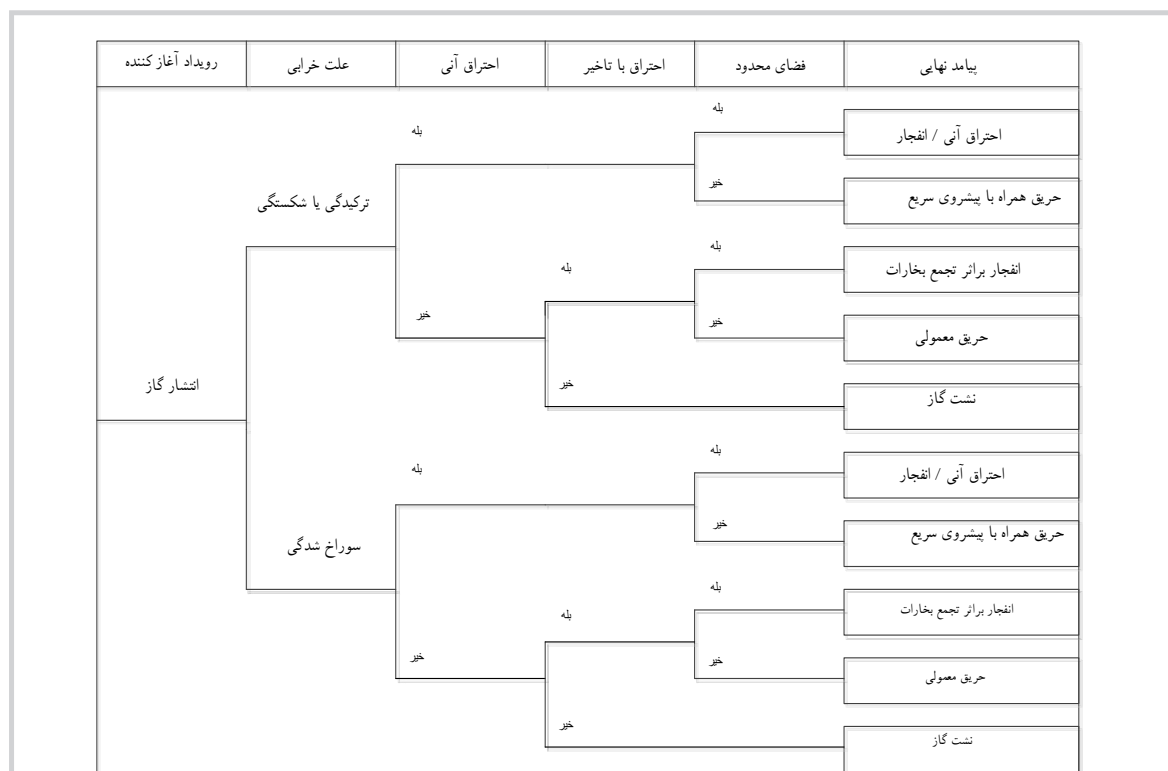 رویداد آغاز کننده
علت خرابی
احتراق آنی
احتراق با تاخیر
فضای محدود
پیامد نهایی
بله
بله
احتراق آنی / انفجار
خیر
حریق همراه با پیشروی سریع
ترکیدگی یا شکستگی
بله
بله
انفجار براثر تجمع بخارات
خیر
خیر
حریق معمولی
خیر
نشت گاز
انتشار گاز
بله
بله
احتراق آنی / انفجار
خیر
حریق همراه با پیشروی سریع
سوراخ شدگی
بله
بله
انفجار براثر تجمع بخارات
خیر
خیر
حریق معمولی
خیر
نشت گاز